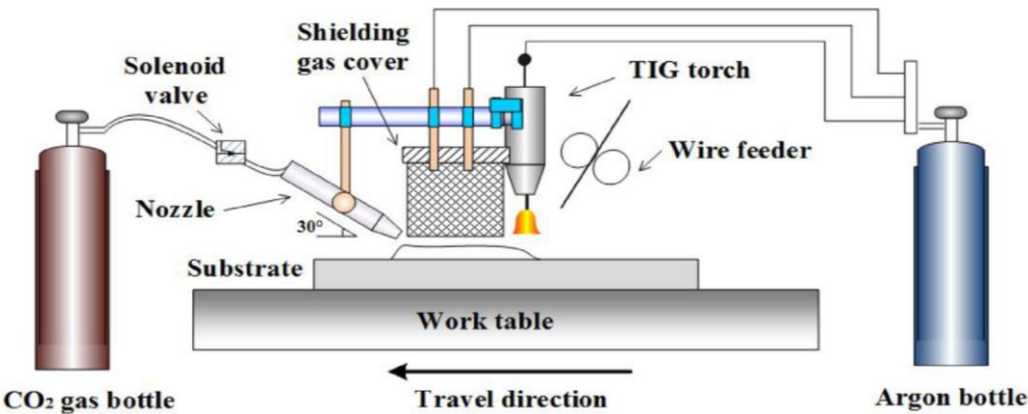 Shielding
gas cover
Solenoid
valve
TIG torch
Wire feeder
Nozzle
30°
Substrate
Work table
CO₂ gas bottle
Travel direction
Argon bottle